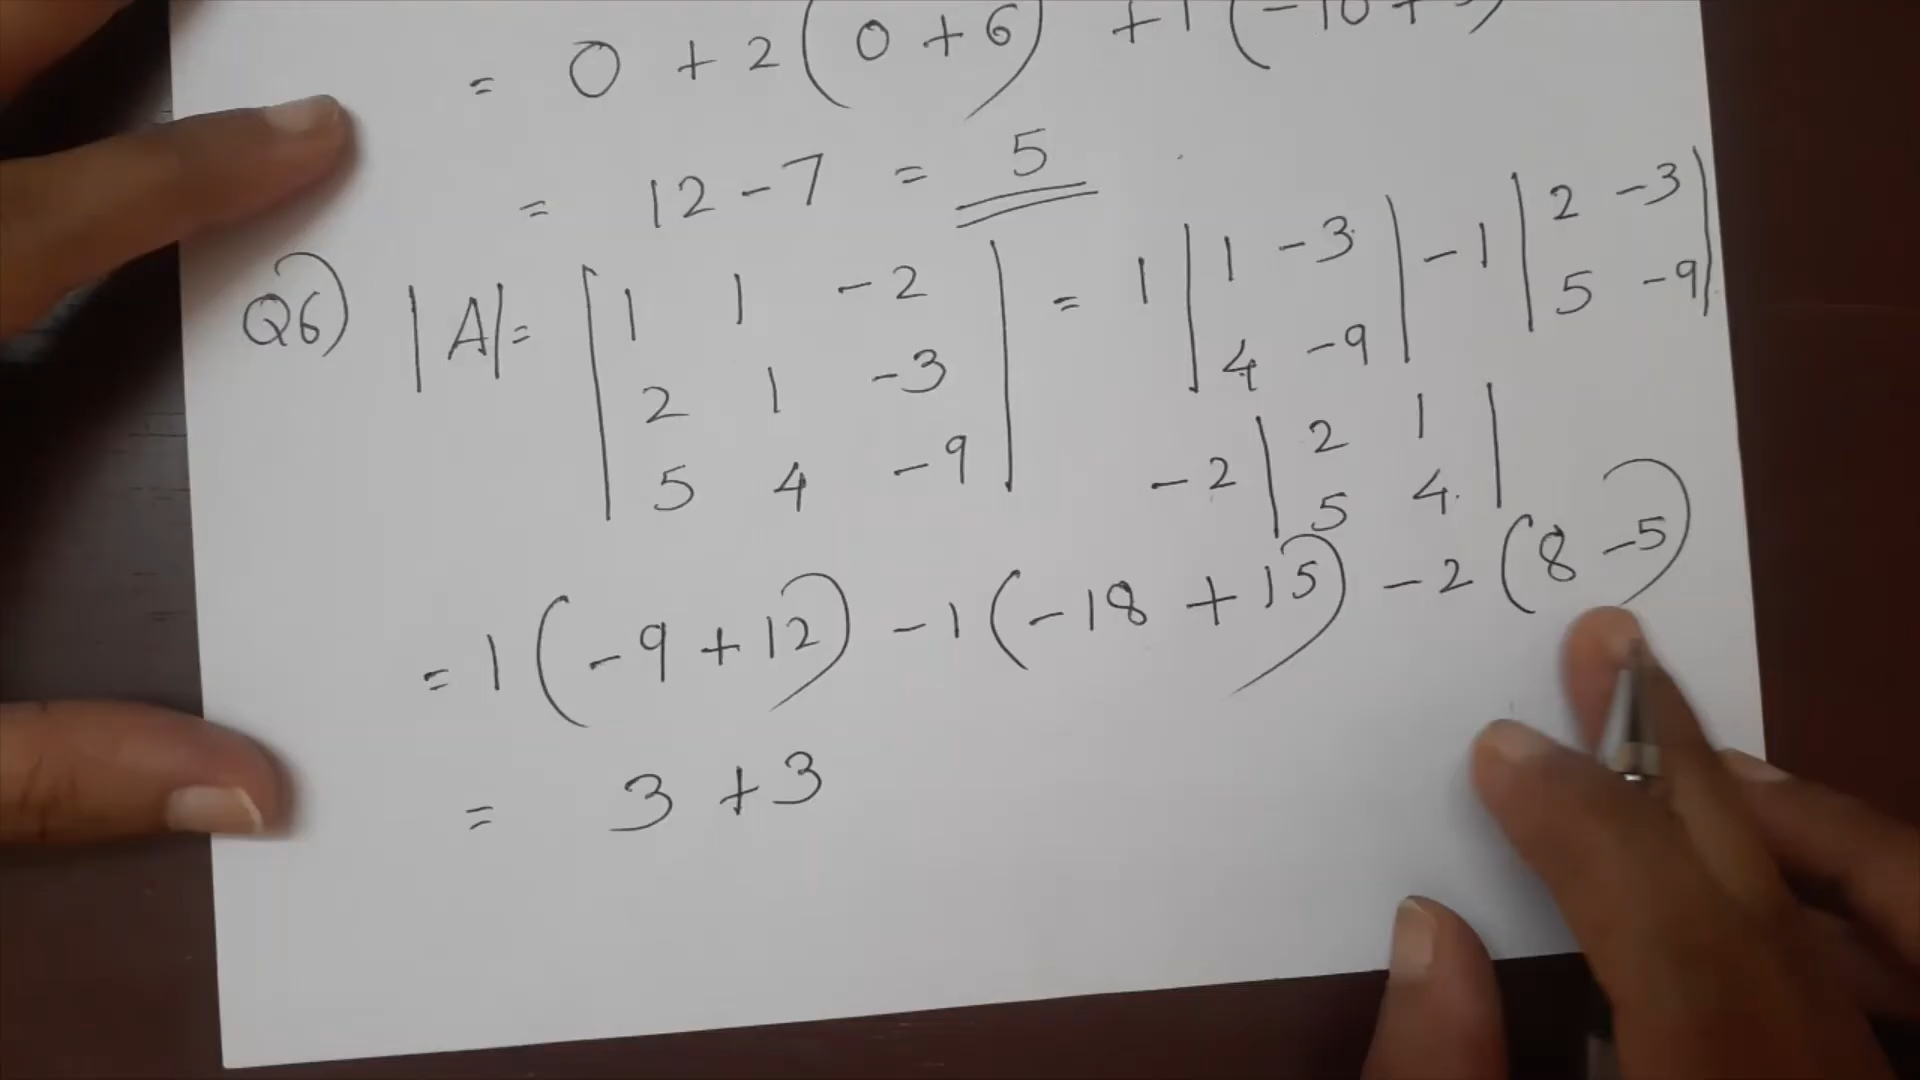 = 0 + 2 ( 0 + 6 ) + 1 ( - 10 +
= 12 - 7 = 5
Q6) |A| = | 1 1 -2 | = 1 | 1 -3 | - 1 | 2 -3 |
| 2 1 -3 | | 4 -9 | | 5 -9 |
| 5 4 -9 | - 2 | 2 1 |
| 5 4 |
= 1 ( -9 + 12 ) - 1 ( -18 + 15 ) - 2 ( 8 - 5 )
= 3 + 3